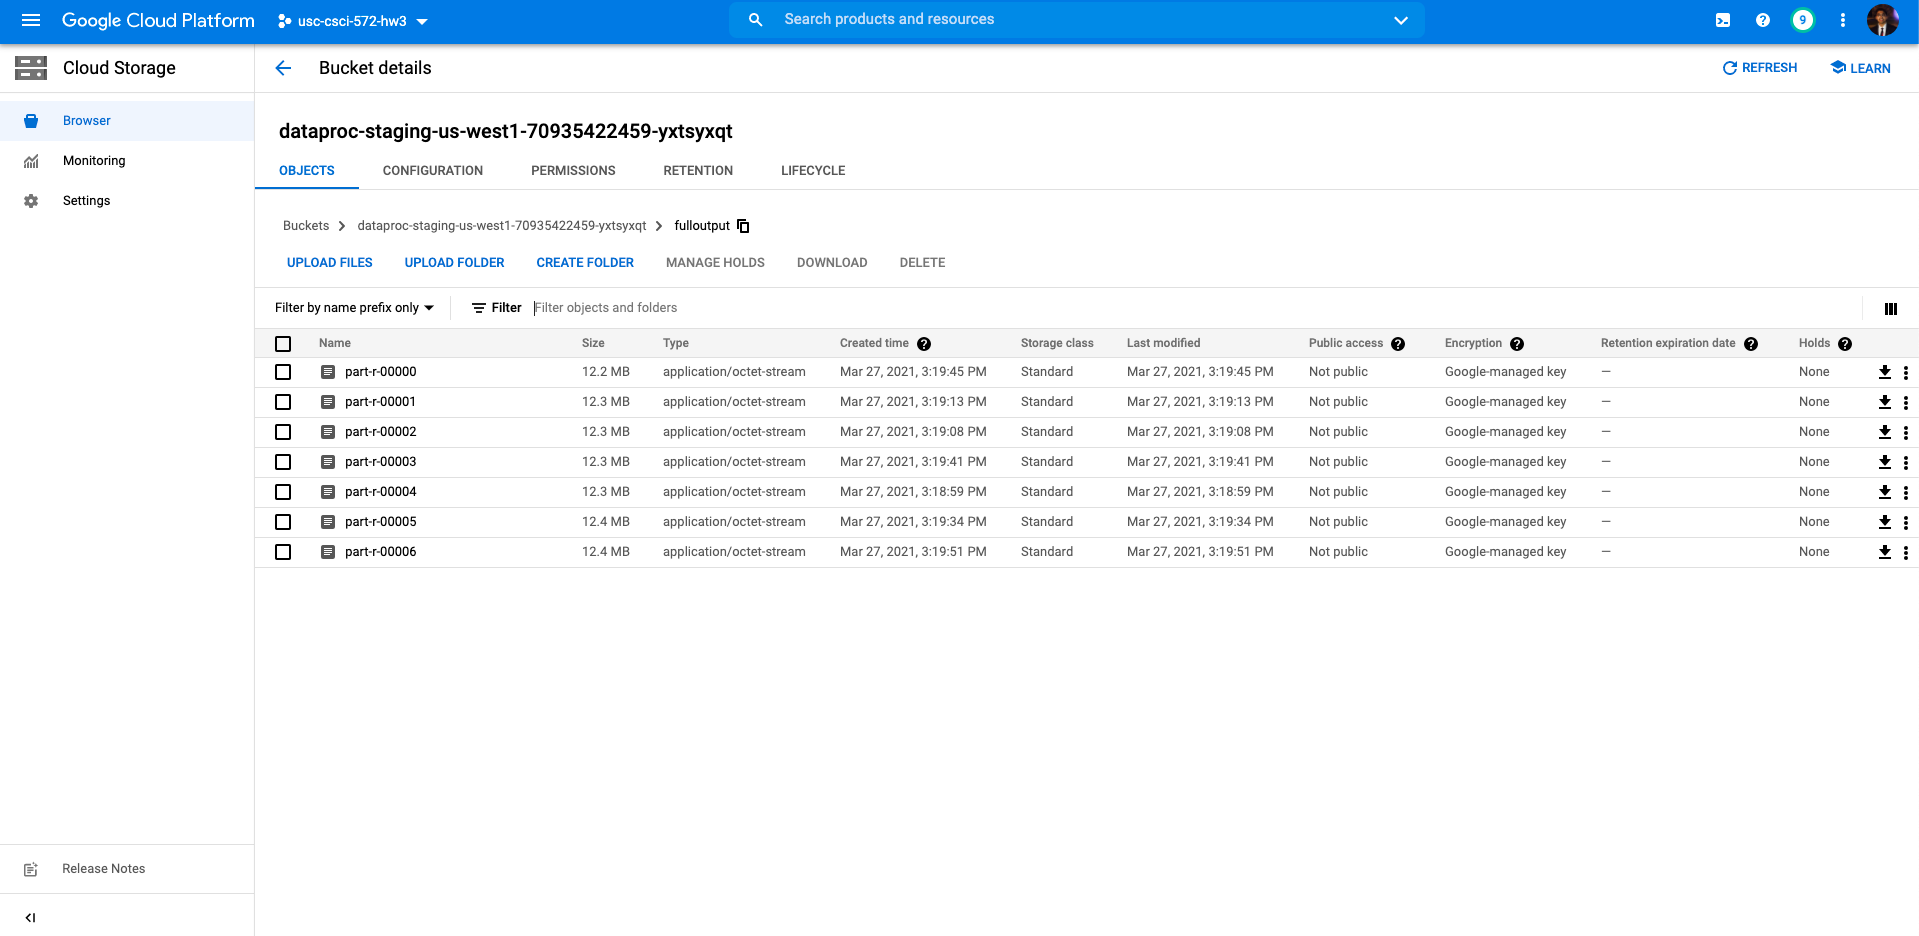 Google Cloud Platform usc-csci-572-hw3 Search products and resources 9
Cloud Storage Bucket details REFRESH LEARN
Browser
Monitoring
Settings
dataproc-staging-us-west1-70935422459-yxtsyxqt
OBJECTS CONFIGURATION PERMISSIONS RETENTION LIFECYCLE
Buckets dataproc-staging-us-west1-70935422459-yxtsyxqt fulloutput
UPLOAD FILES UPLOAD FOLDER CREATE FOLDER MANAGE HOLDS DOWNLOAD DELETE
Filter by name prefix only Filter Filter objects and folders
Name Size Type Created time ? Storage class Last modified Public access ? Encryption ? Retention expiration date ? Holds ?
part-r-00000 12.2 MB application/octet-stream Mar 27, 2021, 3:19:45 PM Standard Mar 27, 2021, 3:19:45 PM Not public Google-managed key — None
part-r-00001 12.3 MB application/octet-stream Mar 27, 2021, 3:19:13 PM Standard Mar 27, 2021, 3:19:13 PM Not public Google-managed key — None
part-r-00002 12.3 MB application/octet-stream Mar 27, 2021, 3:19:08 PM Standard Mar 27, 2021, 3:19:08 PM Not public Google-managed key — None
part-r-00003 12.3 MB application/octet-stream Mar 27, 2021, 3:19:41 PM Standard Mar 27, 2021, 3:19:41 PM Not public Google-managed key — None
part-r-00004 12.3 MB application/octet-stream Mar 27, 2021, 3:18:59 PM Standard Mar 27, 2021, 3:18:59 PM Not public Google-managed key — None
part-r-00005 12.4 MB application/octet-stream Mar 27, 2021, 3:19:34 PM Standard Mar 27, 2021, 3:19:34 PM Not public Google-managed key — None
part-r-00006 12.4 MB application/octet-stream Mar 27, 2021, 3:19:51 PM Standard Mar 27, 2021, 3:19:51 PM Not public Google-managed key — None
Release Notes